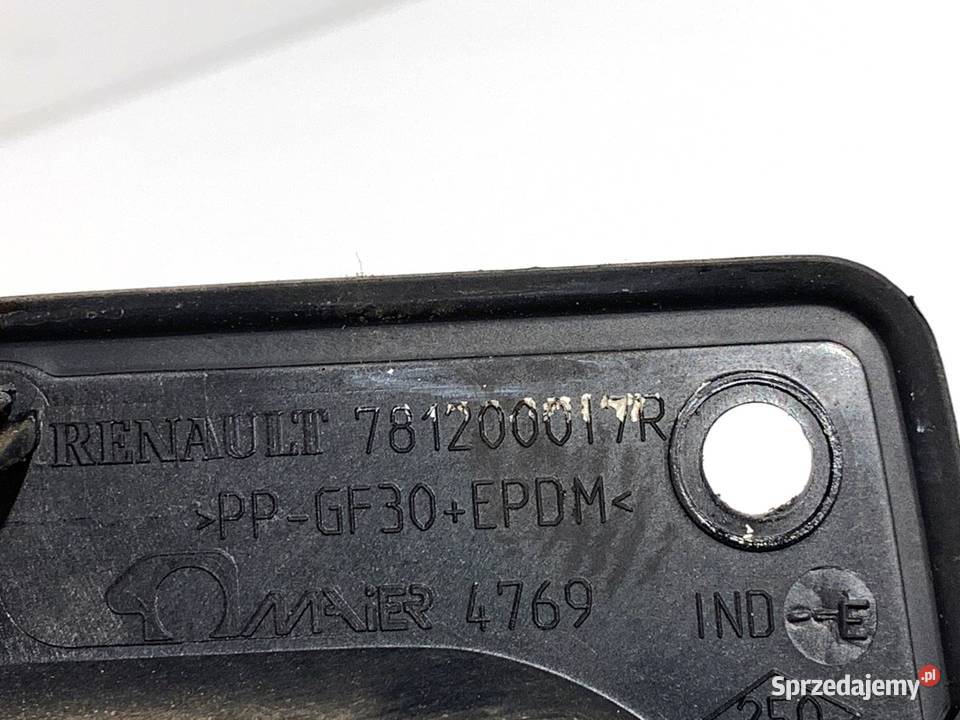 RENAULT 781200017R
>PP-GF30+EPDM<
MAiER 4769 IND E
Sprzedajemy.pl